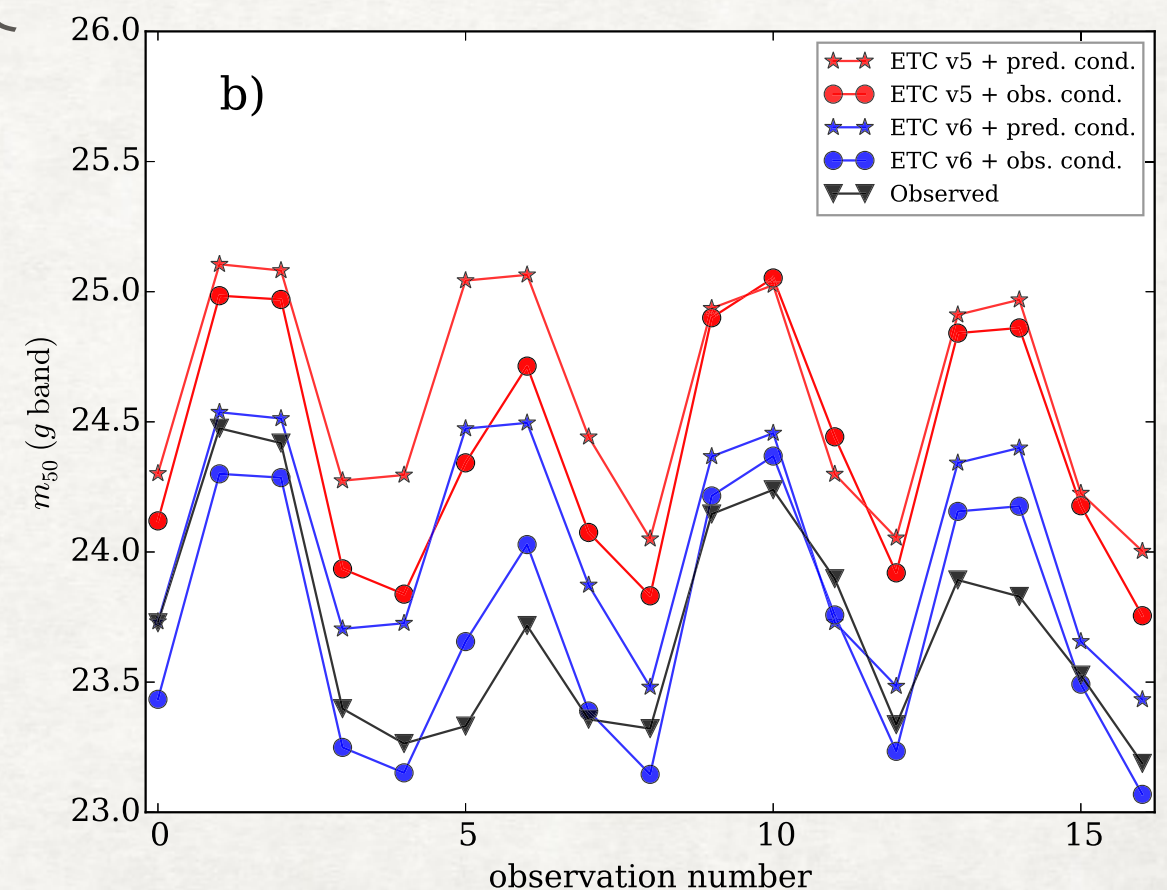 26.0
25.5
25.0
24.5
24.0
23.5
23.0
m50 (g band)
b)
ETC v5 + pred. cond.
ETC v5 + obs. cond.
ETC v6 + pred. cond.
ETC v6 + obs. cond.
Observed
0 5 10 15
observation number